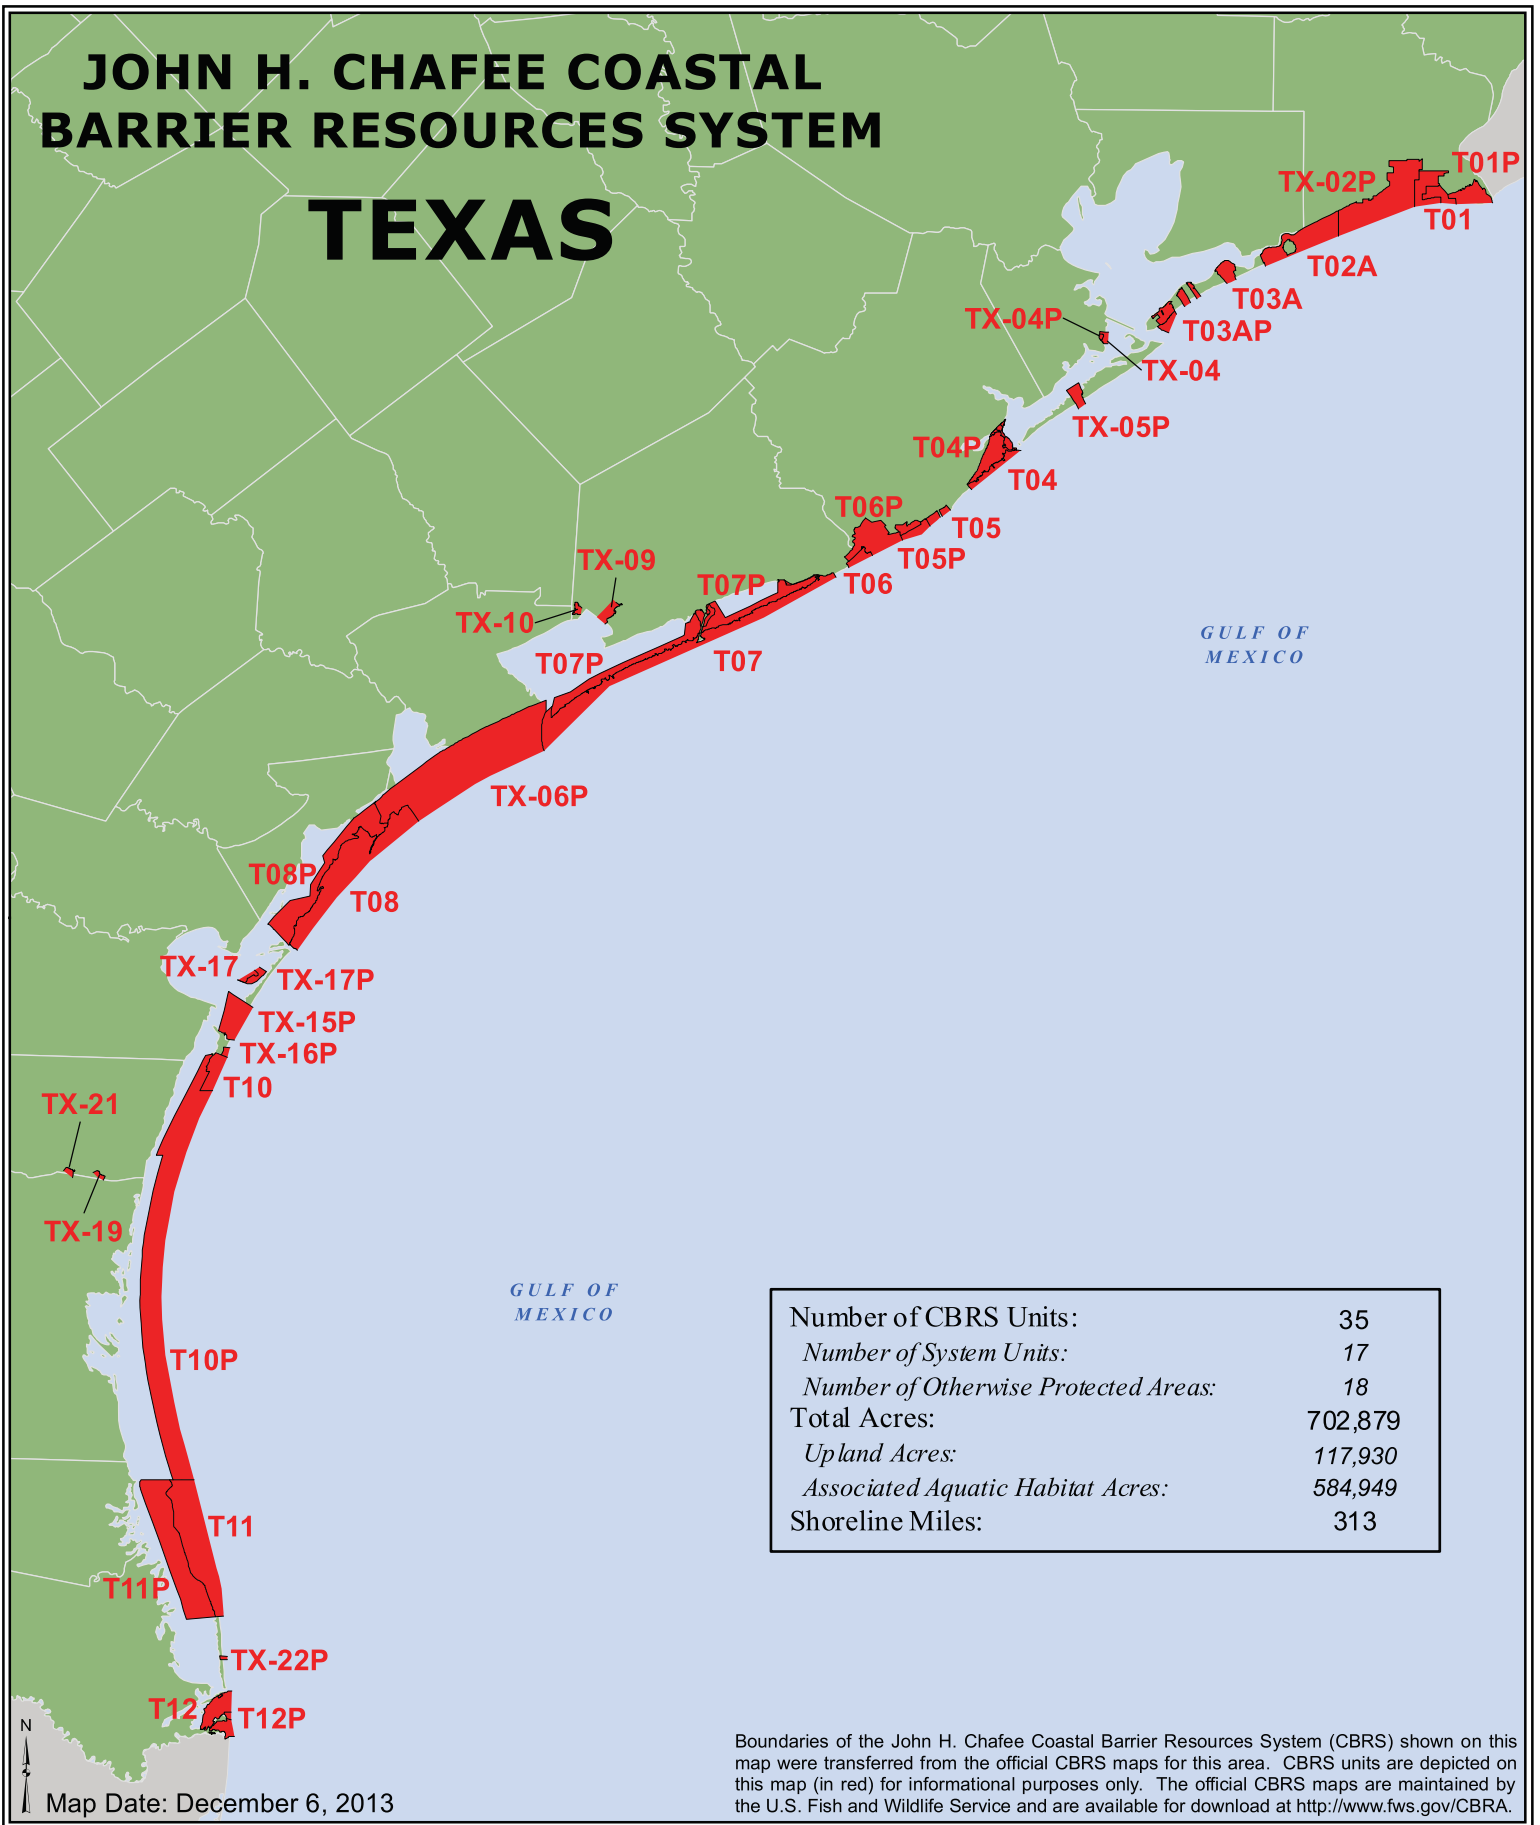 JOHN H. CHAFEE COASTAL
BARRIER RESOURCES SYSTEM
TEXAS
T01P
TX-02P
T01
T02A
T03A
TX-04P
T03AP
TX-04
TX-05P
T04P
T04
T06P
T05
T05P
TX-09
T07P
T06
TX-10
GULF OF
MEXICO
T07P
T07
TX-06P
T08P
T08
TX-17
TX-17P
TX-15P
TX-16P
T10
TX-21
TX-19
GULF OF
MEXICO
T10P
Number of CBRS Units: 35
Number of System Units: 17
Number of Otherwise Protected Areas: 18
Total Acres: 702,879
Upland Acres: 117,930
Associated Aquatic Habitat Acres: 584,949
Shoreline Miles: 313
T11
T11P
TX-22P
T12
T12P
N
Map Date: December 6, 2013
Boundaries of the John H. Chafee Coastal Barrier Resources System (CBRS) shown on this
map were transferred from the official CBRS maps for this area. CBRS units are depicted on
this map (in red) for informational purposes only. The official CBRS maps are maintained by
the U.S. Fish and Wildlife Service and are available for download at http://www.fws.gov/CBRA.